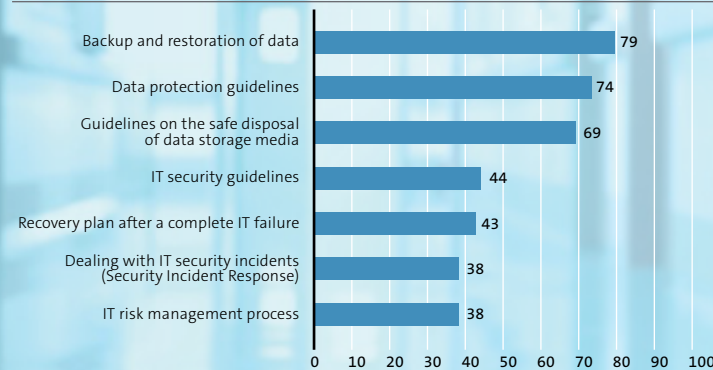 Backup and restoration of data 79
Data protection guidelines 74
Guidelines on the safe disposal
of data storage media 69
IT security guidelines 44
Recovery plan after a complete IT failure 43
Dealing with IT security incidents
(Security Incident Response) 38
IT risk management process 38
0 10 20 30 40 50 60 70 80 90 100